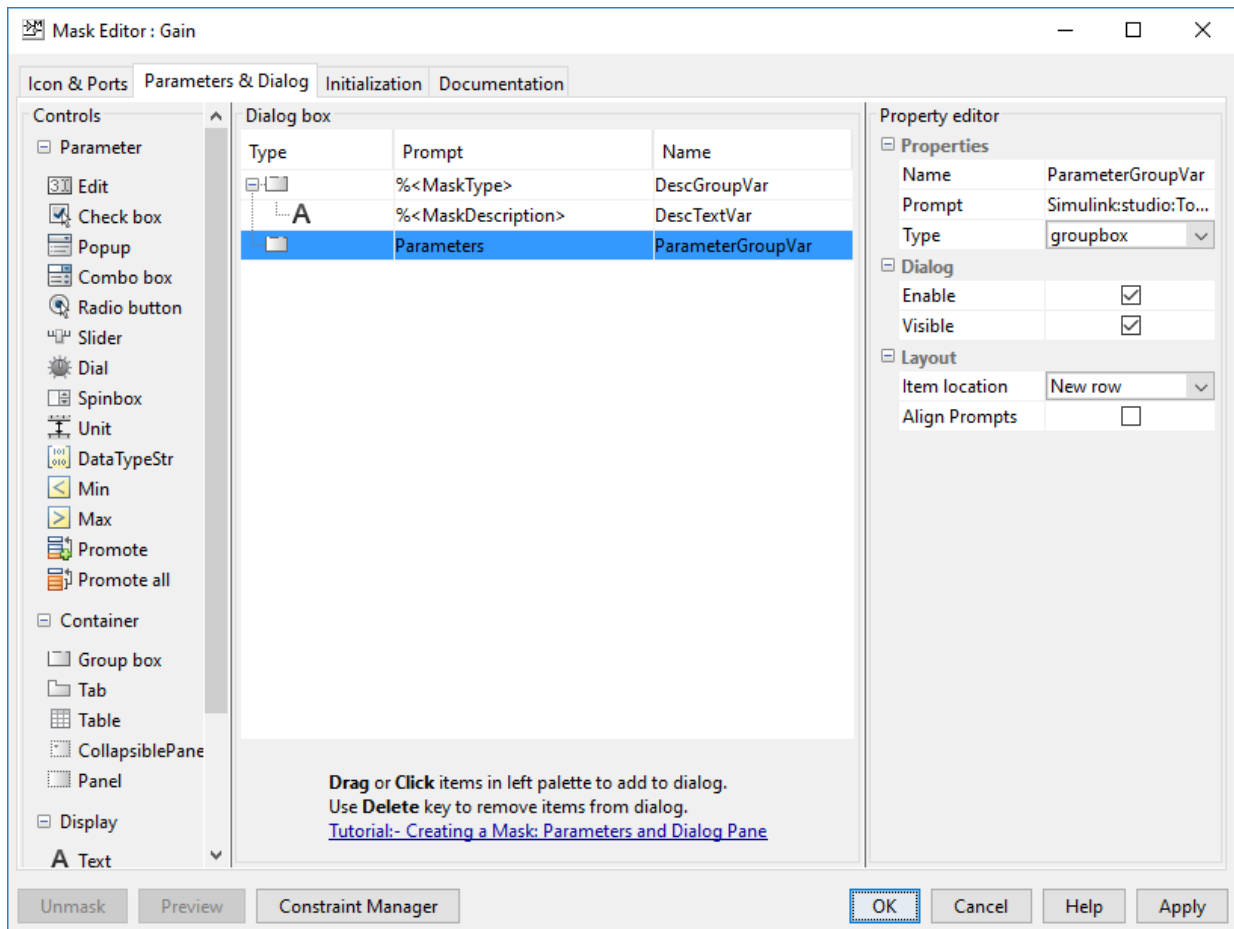 Mask Editor : Gain
Icon & Ports Parameters & Dialog Initialization Documentation
Controls
Parameter
Edit
Check box
Popup
Combo box
Radio button
Slider
Dial
Spinbox
Unit
DataTypeStr
Min
Max
Promote
Promote all
Container
Group box
Tab
Table
CollapsiblePane
Panel
Display
A Text
Dialog box
Type Prompt Name
%<MaskType> DescGroupVar
A %<MaskDescription> DescTextVar
Parameters ParameterGroupVar
Drag or Click items in left palette to add to dialog.
Use Delete key to remove items from dialog.
Tutorial:- Creating a Mask: Parameters and Dialog Pane
Property editor
Properties
Name ParameterGroupVar
Prompt Simulink:studio:To...
Type groupbox
Dialog
Enable
Visible
Layout
Item location New row
Align Prompts
Unmask Preview Constraint Manager OK Cancel Help Apply